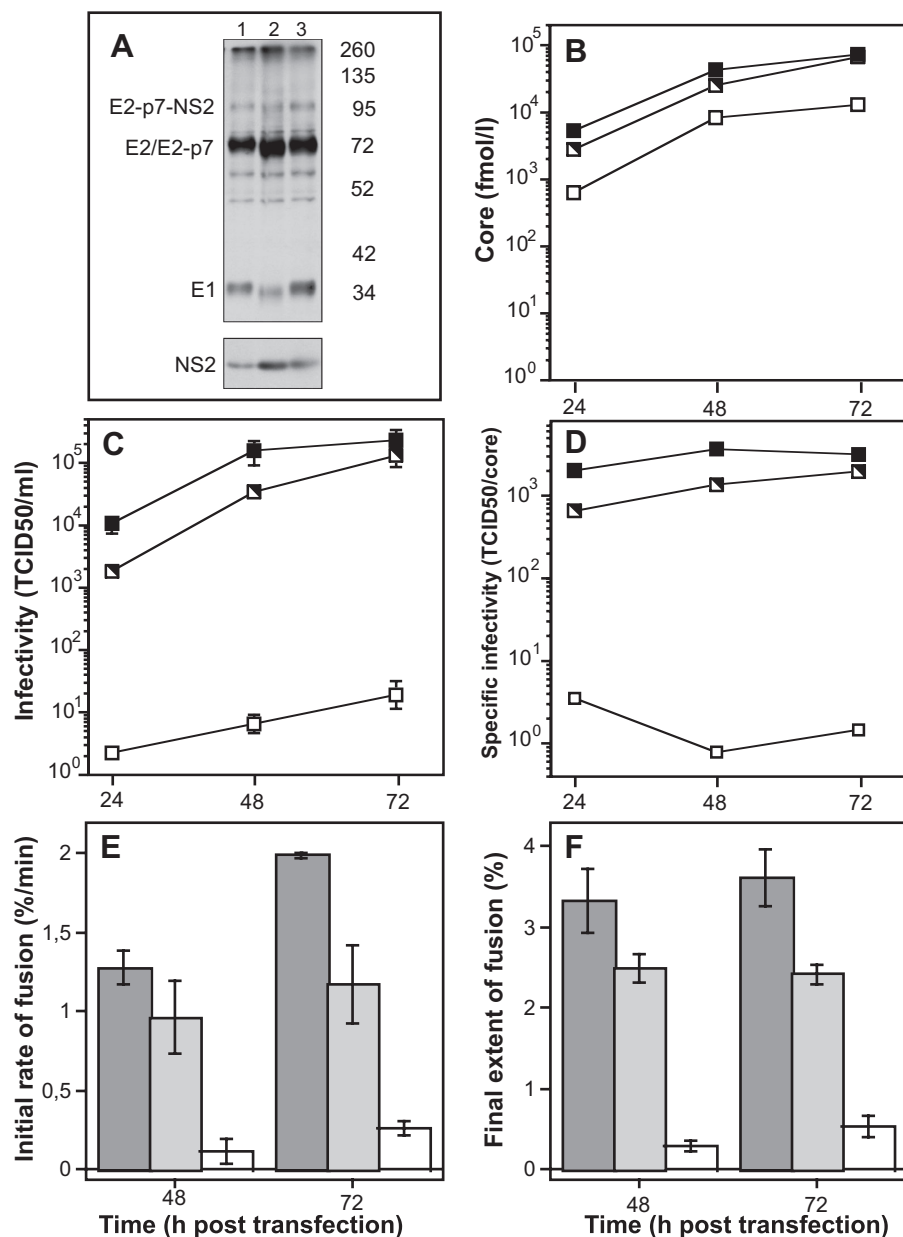 A
1 2 3
260
135
E2-p7-NS2 95
E2/E2-p7 72
52
42
E1 34
NS2
B
Core (fmol/l)
10^5
10^4
10^3
10^2
10^1
10^0
24 48 72
C
Infectivity (TCID50/ml)
10^5
10^4
10^3
10^2
10^1
10^0
24 48 72
D
Specific infectivity (TCID50/core)
10^3
10^2
10^1
10^0
24 48 72
E
Initial rate of fusion (%/min)
2
1,5
1
0,5
0
48 72
Time (h post transfection)
F
Final extent of fusion (%)
4
3
2
1
0
48 72
Time (h post transfection)